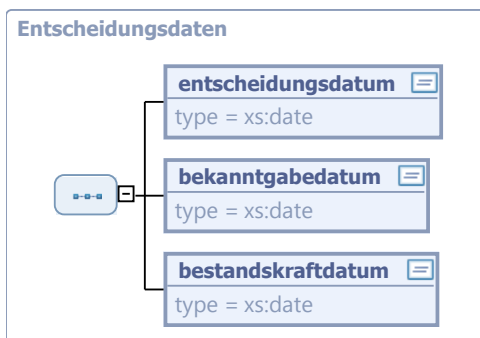 Entscheidungsdaten
entscheidungsdatum
type = xs:date
bekanntgabedatum
type = xs:date
bestandskraftdatum
type = xs:date